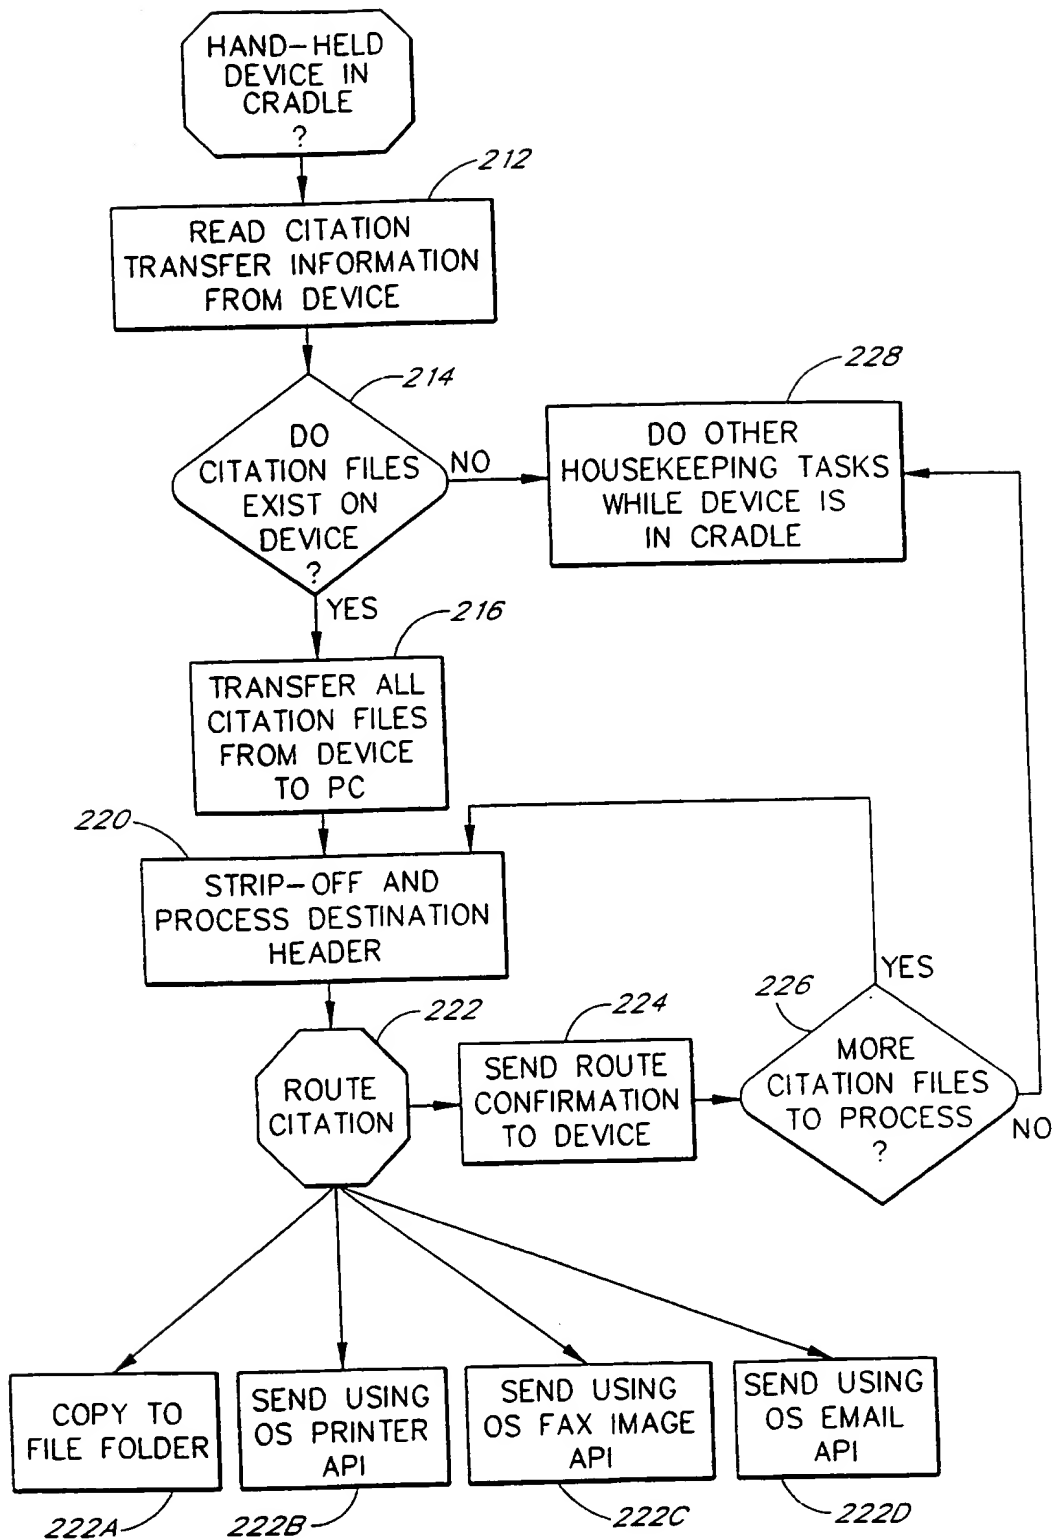 HAND-HELD
DEVICE IN
CRADLE
?
212
READ CITATION
TRANSFER INFORMATION
FROM DEVICE
214
DO
CITATION FILES
EXIST ON
DEVICE
?
NO
YES
228
DO OTHER
HOUSEKEEPING TASKS
WHILE DEVICE IS
IN CRADLE
216
TRANSFER ALL
CITATION FILES
FROM DEVICE
TO PC
220
STRIP-OFF AND
PROCESS DESTINATION
HEADER
222
ROUTE
CITATION
224
SEND ROUTE
CONFIRMATION
TO DEVICE
226
YES
MORE
CITATION FILES
TO PROCESS
?
NO
COPY TO
FILE FOLDER
222A
SEND USING
OS PRINTER
API
222B
SEND USING
OS FAX IMAGE
API
222C
SEND USING
OS EMAIL
API
222D